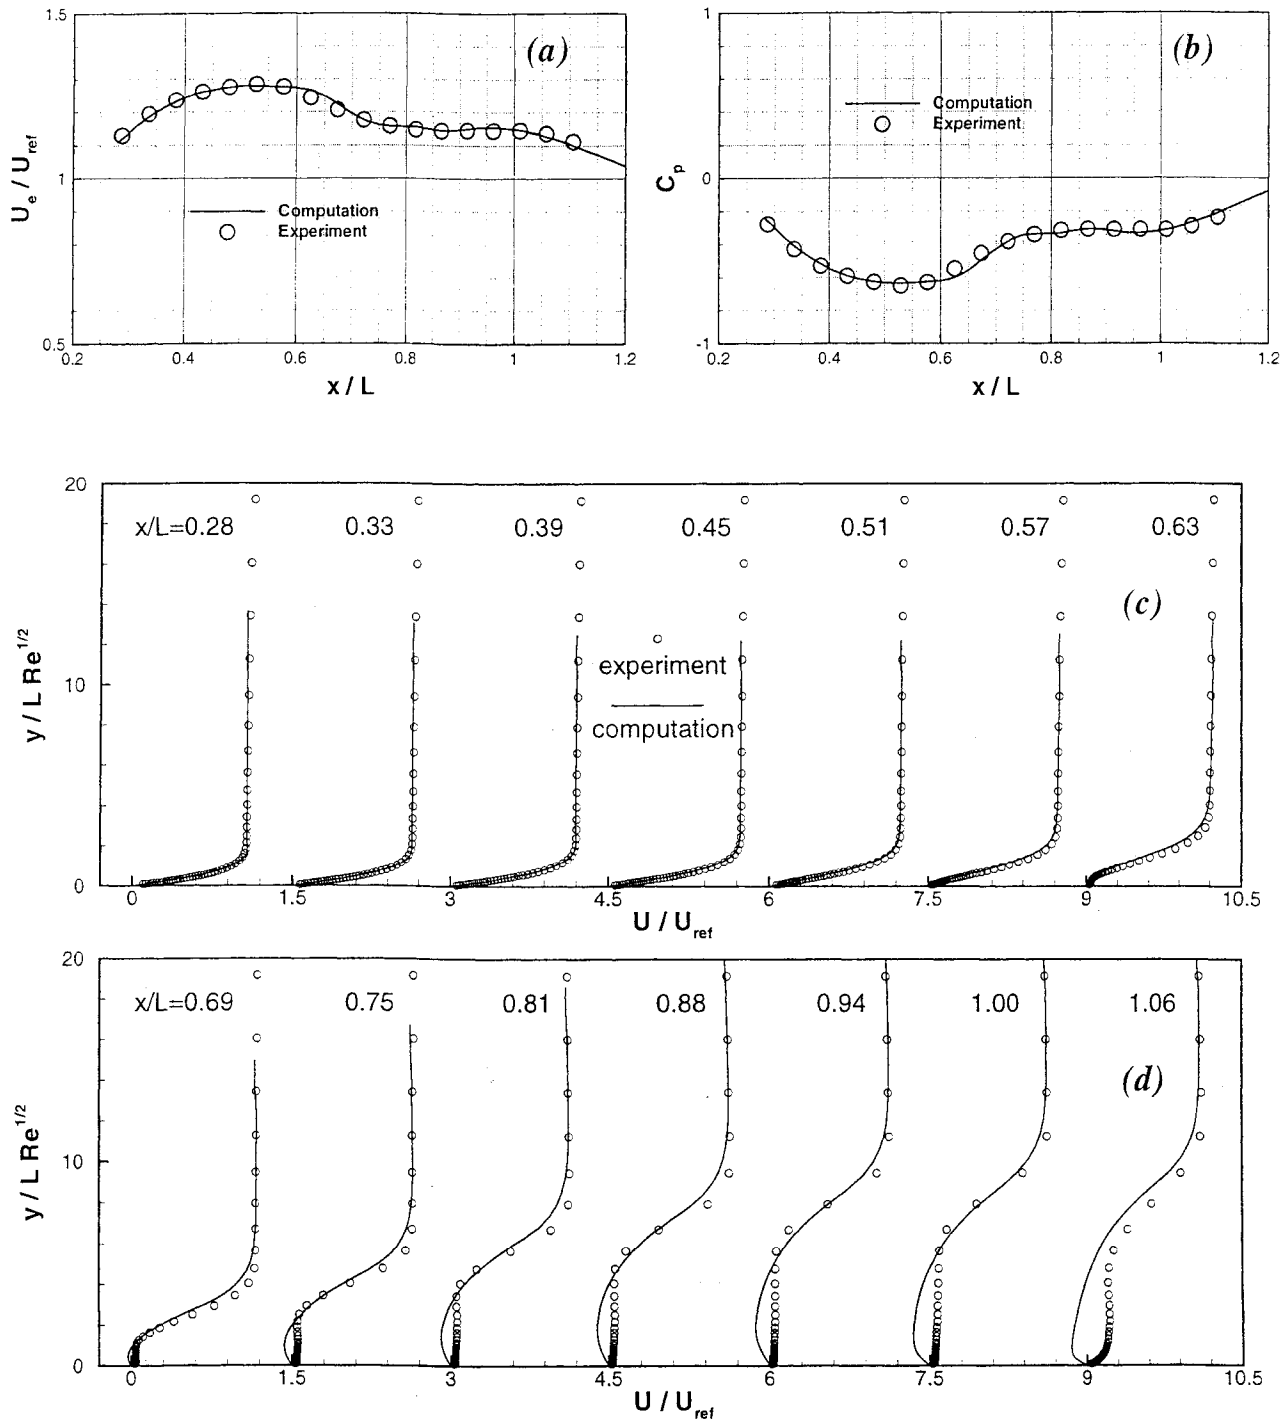 1.5
(a)
U_e / U_ref
1
Computation
Experiment
0.5
0.2 0.4 0.6 0.8 1 1.2
x / L
1
(b)
Computation
Experiment
C_p
0
-1
0.2 0.4 0.6 0.8 1 1.2
x / L
20
x/L=0.28 0.33 0.39 0.45 0.51 0.57 0.63
(c)
experiment
computation
y / L Re^1/2
10
0
0 1.5 3 4.5 6 7.5 9 10.5
U / U_ref
20
x/L=0.69 0.75 0.81 0.88 0.94 1.00 1.06
(d)
y / L Re^1/2
10
0
0 1.5 3 4.5 6 7.5 9 10.5
U / U_ref